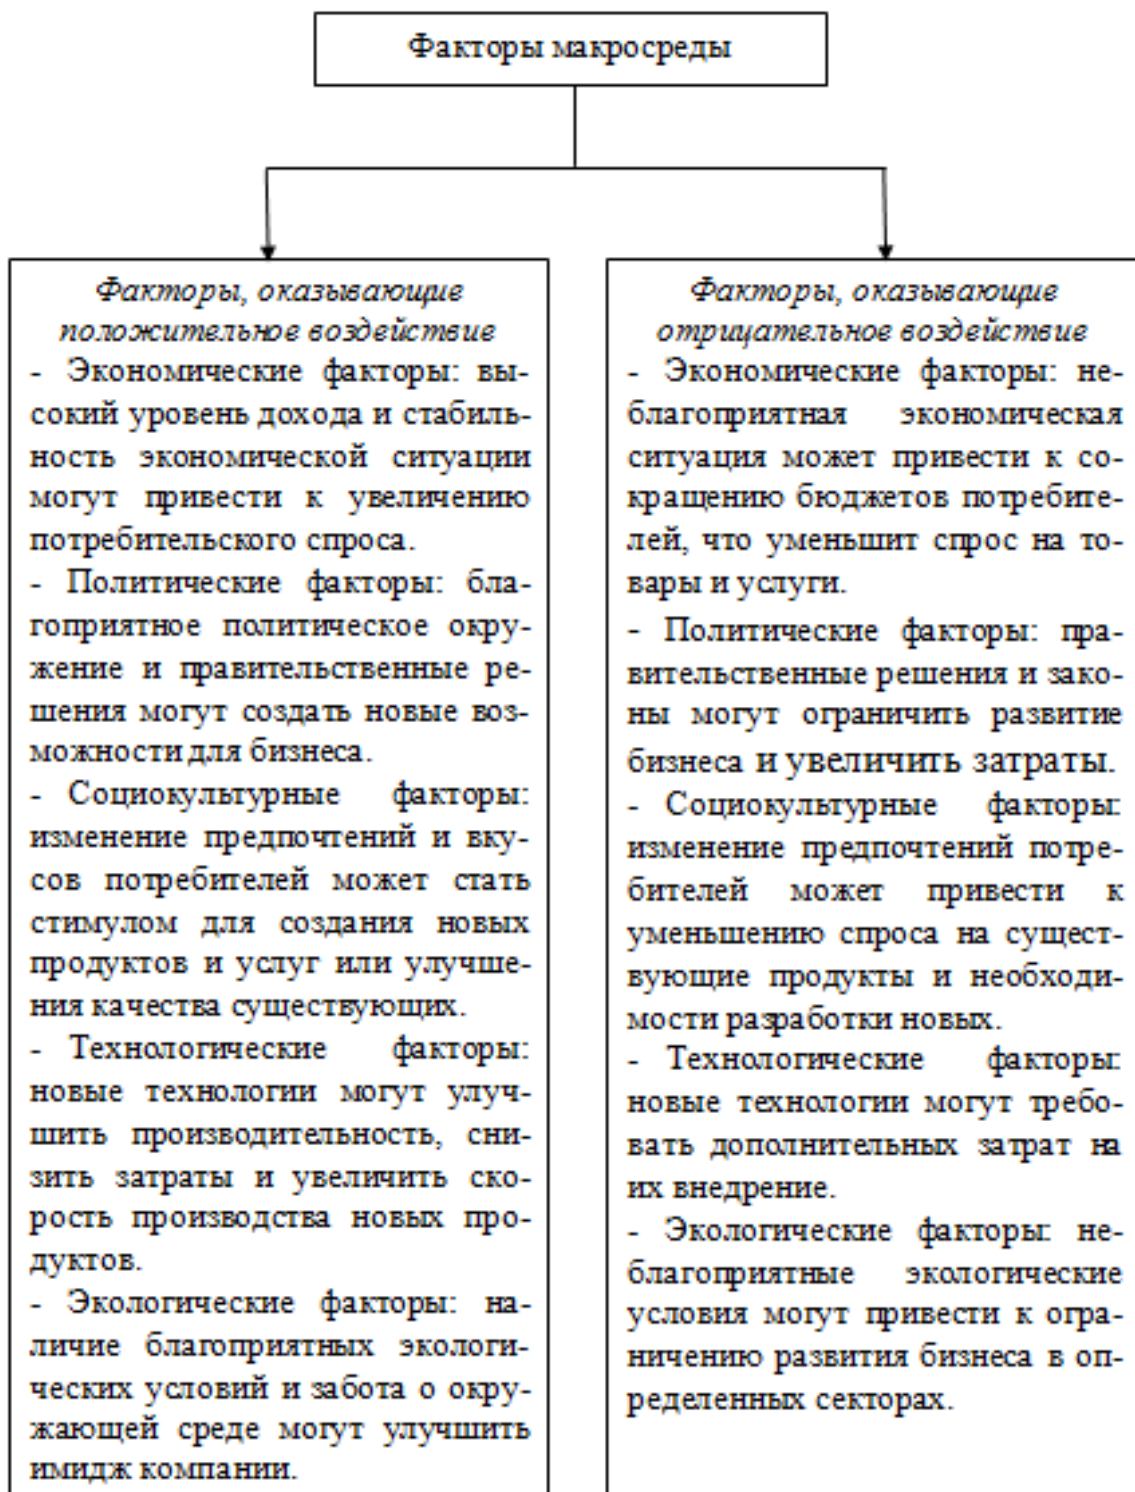 Факторы макросреды
Факторы, оказывающие
положительное воздействие
- Экономические факторы: вы-
сокий уровень дохода и стабиль-
ность экономической ситуации
могут привести к увеличению
потребительского спроса.
- Политические факторы: бла-
гоприятное политическое окру-
жение и правительственные ре-
шения могут создать новые воз-
можности для бизнеса.
- Социокультурные факторы:
изменение предпочтений и вку-
сов потребителей может стать
стимулом для создания новых
продуктов и услуг или улучше-
ния качества существующих.
- Технологические факторы:
новые технологии могут улуч-
шить производительность, сни-
зить затраты и увеличить ско-
рость производства новых про-
дуктов.
- Экологические факторы: на-
личие благоприятных экологи-
ческих условий и забота о окру-
жающей среде могут улучшить
имидж компании.
Факторы, оказывающие
отрицательное воздействие
- Экономические факторы: не-
благоприятная экономическая
ситуация может привести к со-
кращению бюджетов потребите-
лей, что уменьшит спрос на то-
вары и услуги.
- Политические факторы: пра-
вительственные решения и зако-
ны могут ограничить развитие
бизнеса и увеличить затраты.
- Социокультурные факторы:
изменение предпочтений потре-
бителей может привести к
уменьшению спроса на сущест-
вующие продукты и необходи-
мости разработки новых.
- Технологические факторы:
новые технологии могут требо-
вать дополнительных затрат на
их внедрение.
- Экологические факторы: не-
благоприятные экологические
условия могут привести к огра-
ничению развития бизнеса в оп-
ределенных секторах.